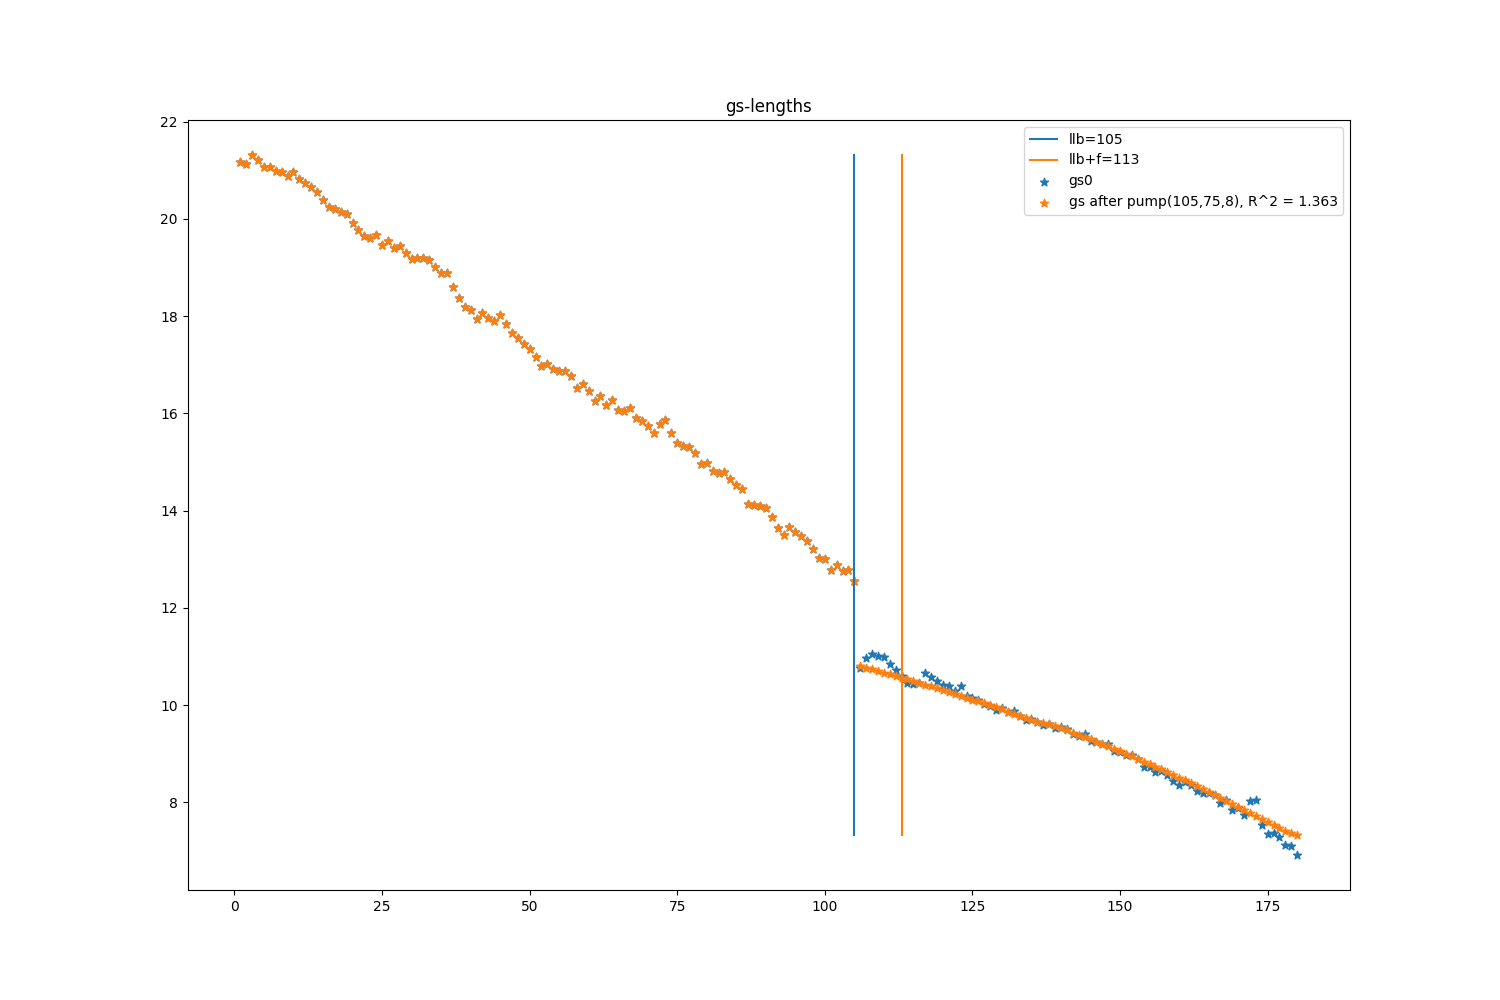 gs-lengths
22
20
18
16
14
12
10
8
0 25 50 75 100 125 150 175
llb=105
llb+f=113
gs0
gs after pump(105,75,8), R^2 = 1.363